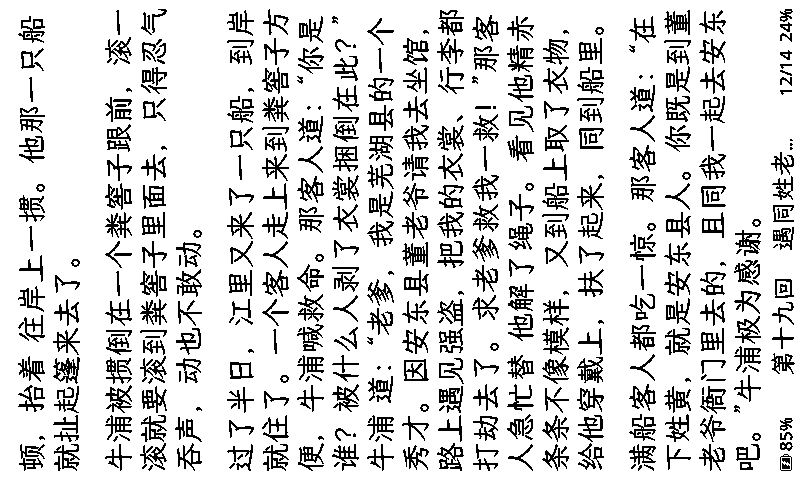 顿，抬着 往岸上一掼。他那一只船
就扯起篷来去了。
牛浦被掼倒在一个粪窖子跟前，滚一
滚就要滚到粪窖子里面去，只得忍气
吞声，动也不敢动。
过了半日，江里又来了一只船，到岸
就住了。一个客人走上来到粪窖子方
便，牛浦喊救命。那客人道：“你是
谁？被什么人剥了衣裳捆倒在此？”
牛浦 道：“老爹，我是芜湖县的一个
秀才。因安东县董老爷请我去坐馆，
路上遇见强盗，把我的衣裳、行李都
打劫去了。求老爹救我一救！”那客
人急忙替 他解了绳子。看见他精赤
条条不像模样，又到船上取了衣物，
给他穿戴上，扶了起来，同到船里。
满船客人都吃一惊。那客人道：“在
下姓黄，就是安东县人。你既是到董
老爷衙门里去的，且同我一起去安东
吧。”牛浦极为感谢。
85% 第十九回 遇同姓老... 12/14 24%